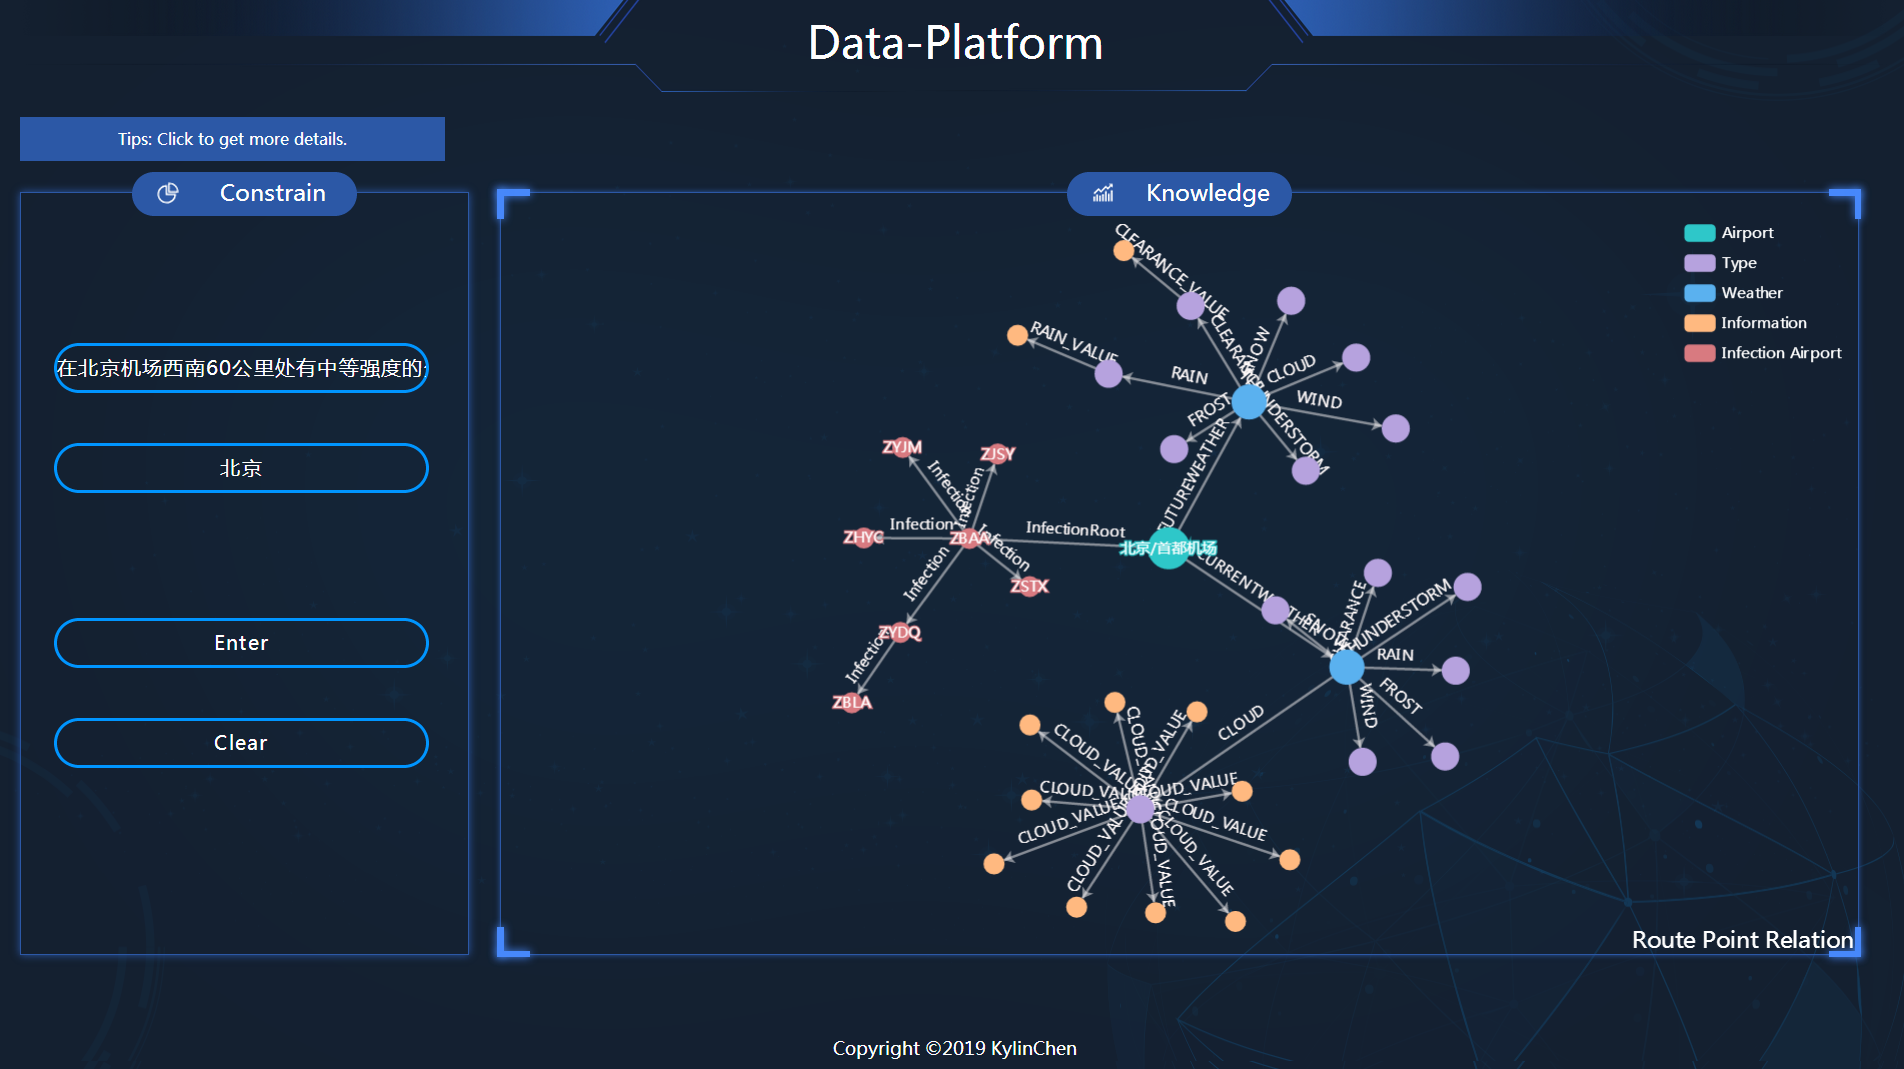 Data-Platform
Tips: Click to get more details.
Constrain
在北京机场西南60公里处有中等强度的
北京
Enter
Clear
Knowledge
Airport
Type
Weather
Information
Infection Airport
CLEARANCE_VALUE
CLEARANCE
SNOW
RAIN_VALUE
RAIN
CLOUD
WIND
FROST
THUNDERSTORM
FUTUREWEATHER
ZYJM
ZJSY
Infection
Infection
ZHYC
Infection
ZBAA
Infection
InfectionRoot
北京/首都机场
Infection
ZSTX
ZYDQ
Infection
ZBLA
CURRENTWEATHER
SNOW
CLEARANCE
THUNDERSTORM
RAIN
WIND
FROST
CLOUD
CLOUD_VALUE
CLOUD_VALUE
CLOUD_VALUE
CLOUD_VALUE
CLOUD_VALUE
CLOUD_VALUE
CLOUD_VALUE
CLOUD_VALUE
CLOUD_VALUE
CLOUD_VALUE
Route Point Relation
Copyright ©2019 KylinChen